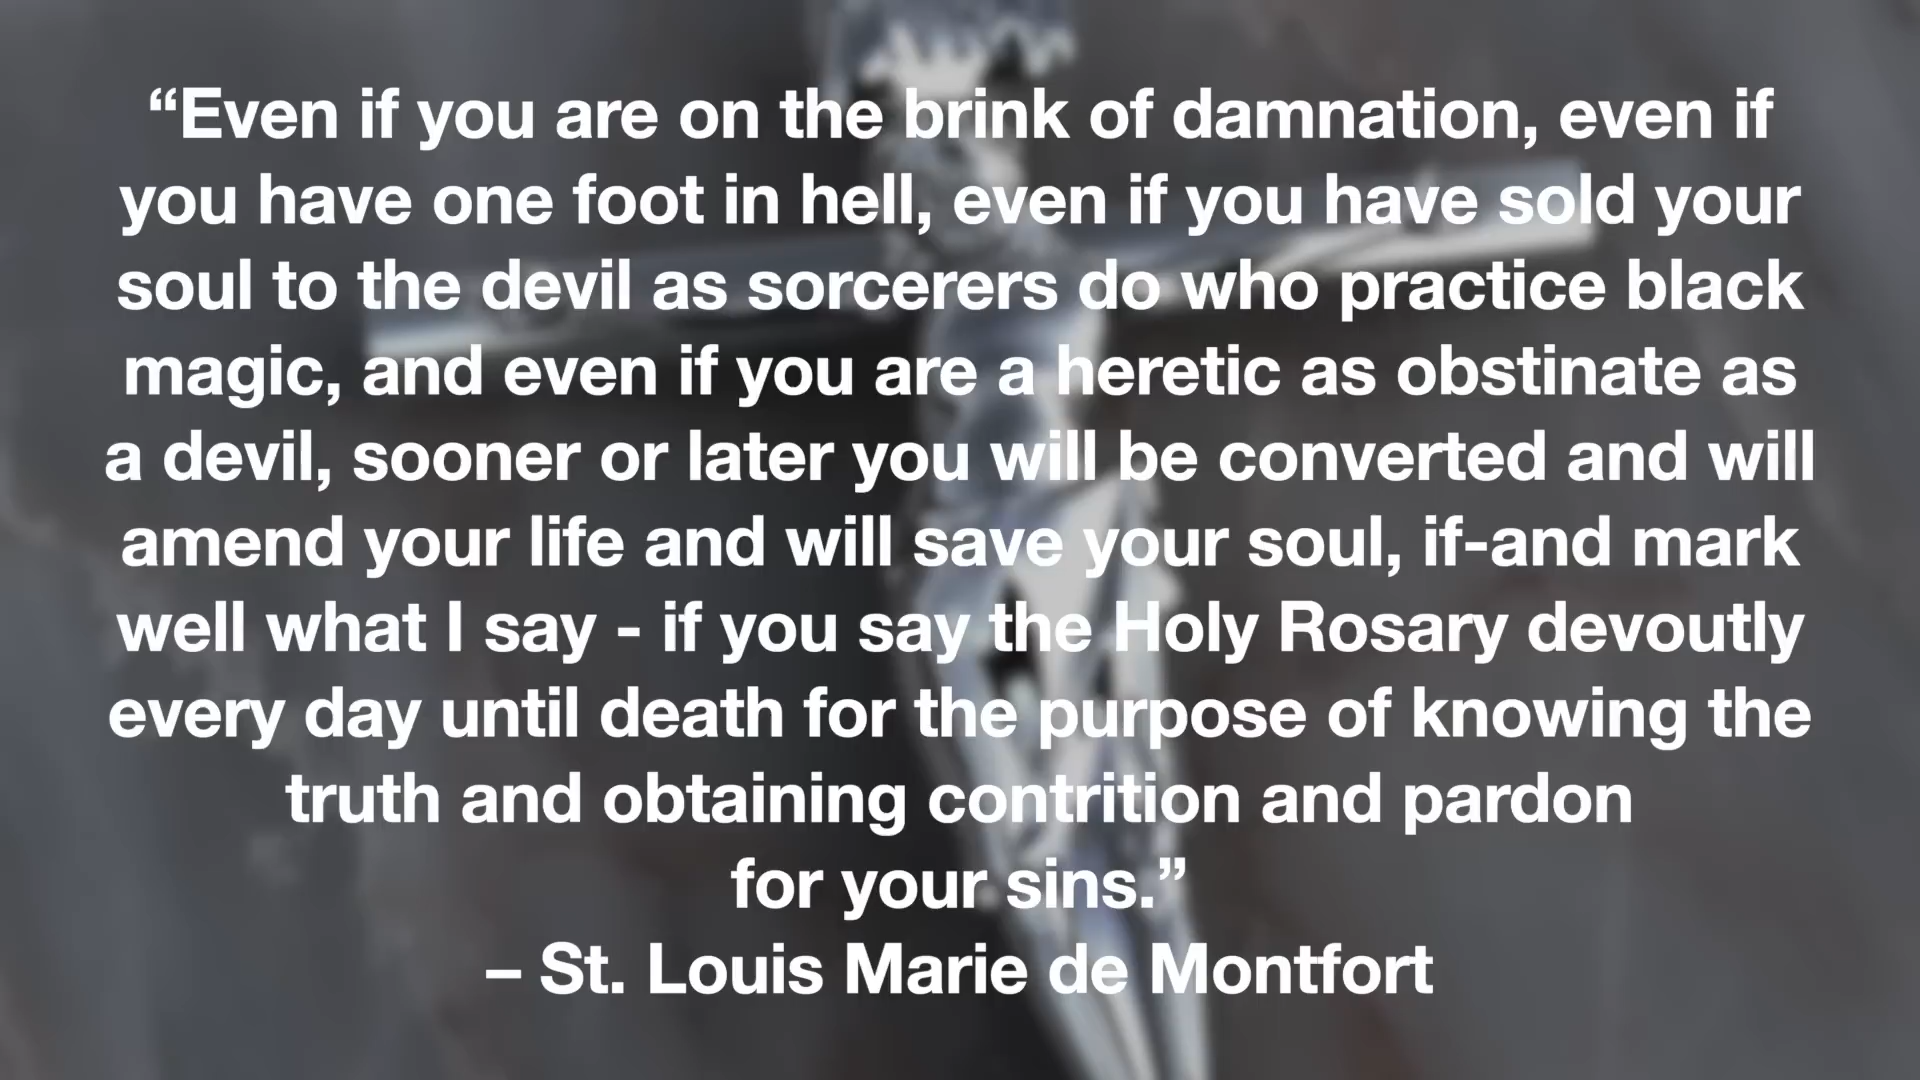 “Even if you are on the brink of damnation, even if
you have one foot in hell, even if you have sold your
soul to the devil as sorcerers do who practice black
magic, and even if you are a heretic as obstinate as
a devil, sooner or later you will be converted and will
amend your life and will save your soul, if-and mark
well what I say - if you say the Holy Rosary devoutly
every day until death for the purpose of knowing the
truth and obtaining contrition and pardon
for your sins.”
– St. Louis Marie de Montfort